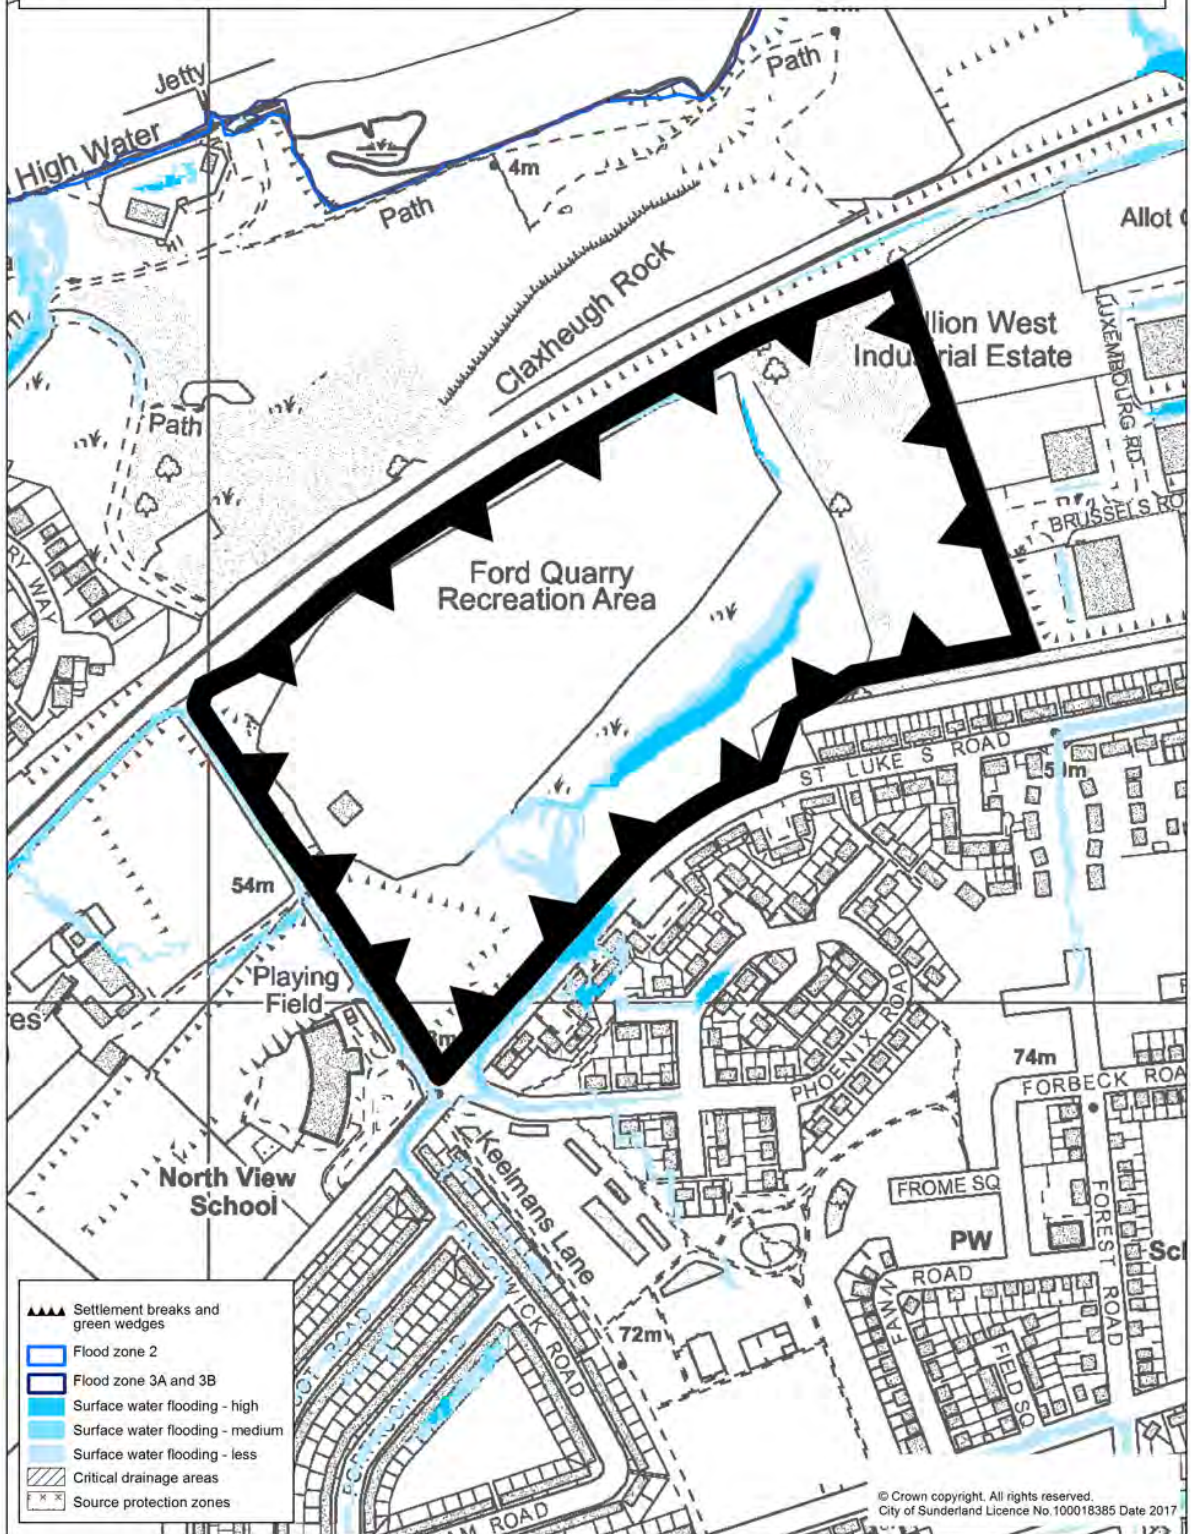 Jetty
Path
High Water
4m
Path
Claxheugh Rock
Allot
llion West
Industrial Estate
LUXEMBOURG RD
Path
BRUSSELS RO
RY WAY
Ford Quarry
Recreation Area
ST LUKE S ROAD
54m
Playing
Field
PHOENIX ROAD
74m
FORBECK ROA
North View
School
Keelmans Lane
FROME SQ
FOREST ROAD
PW
Sch
ROAD
FAWN
FIELD SQ
72m
ROAD
AM ROAD
Settlement breaks and
green wedges
Flood zone 2
Flood zone 3A and 3B
Surface water flooding - high
Surface water flooding - medium
Surface water flooding - less
Critical drainage areas
Source protection zones
© Crown copyright. All rights reserved.
City of Sunderland Licence No.100018385 Date 2017